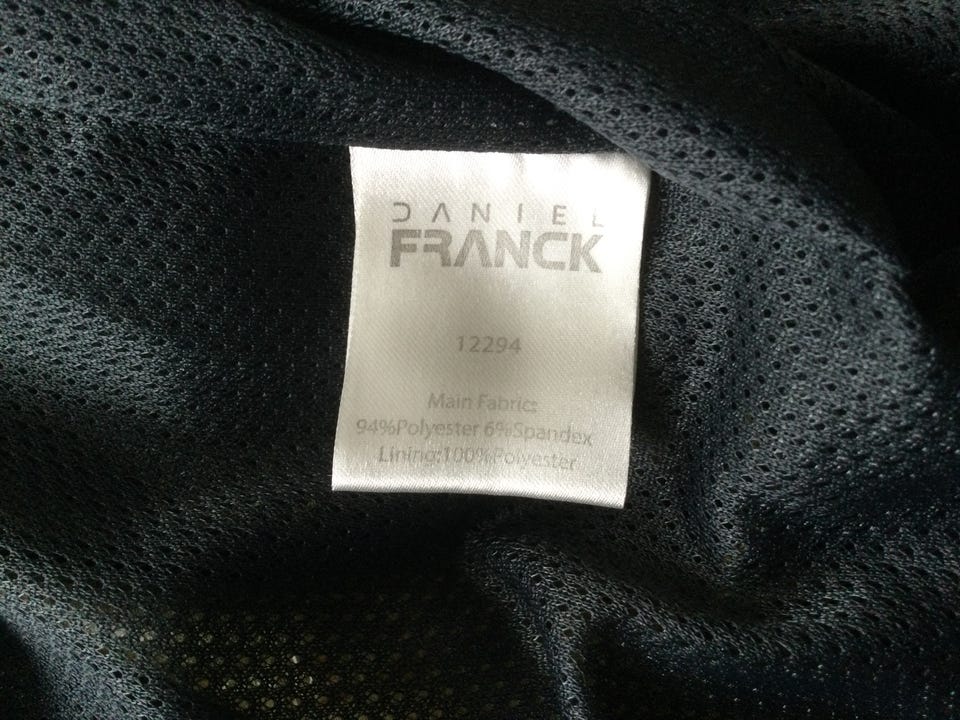 DANIEL
FRANCK
12294
Main Fabric:
94%Polyester 6%Spandex
Lining:100%Polyester